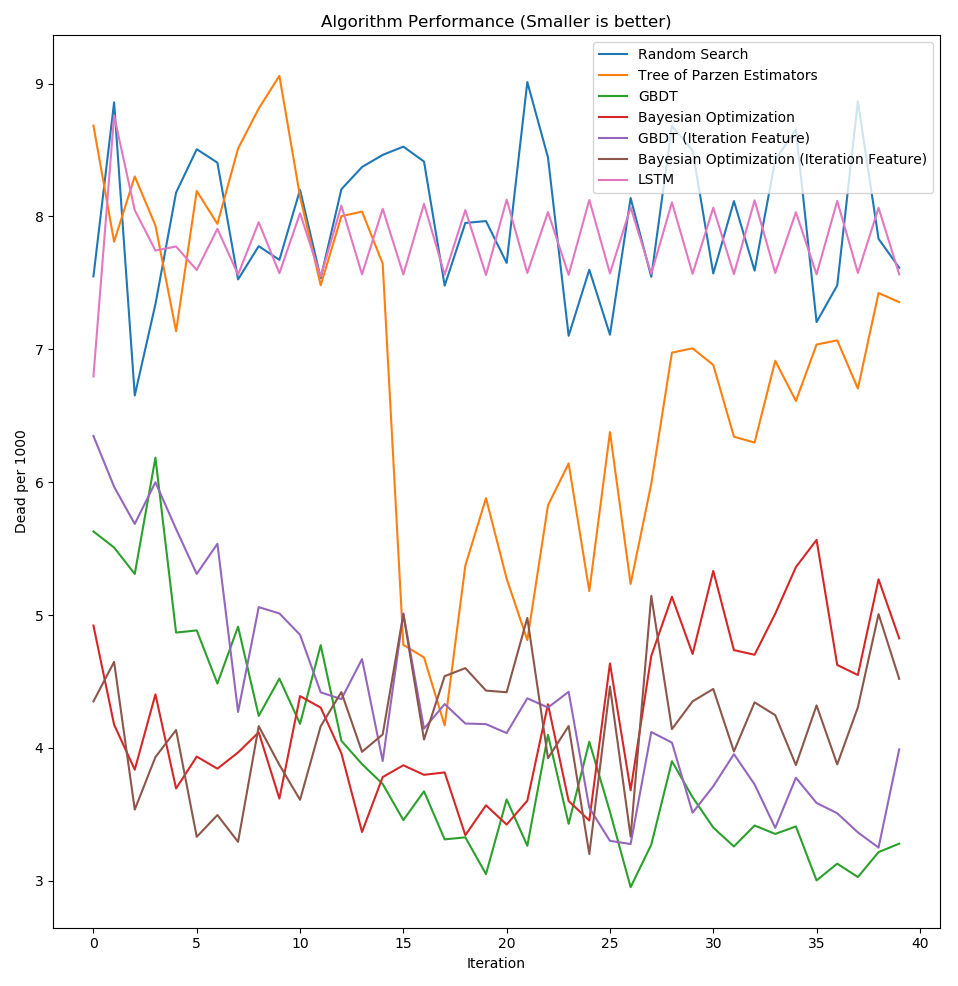 Algorithm Performance (Smaller is better)
Random Search
Tree of Parzen Estimators
GBDT
Bayesian Optimization
GBDT (Iteration Feature)
Bayesian Optimization (Iteration Feature)
LSTM
9
8
7
6
5
4
3
Dead per 1000
0 5 10 15 20 25 30 35 40
Iteration